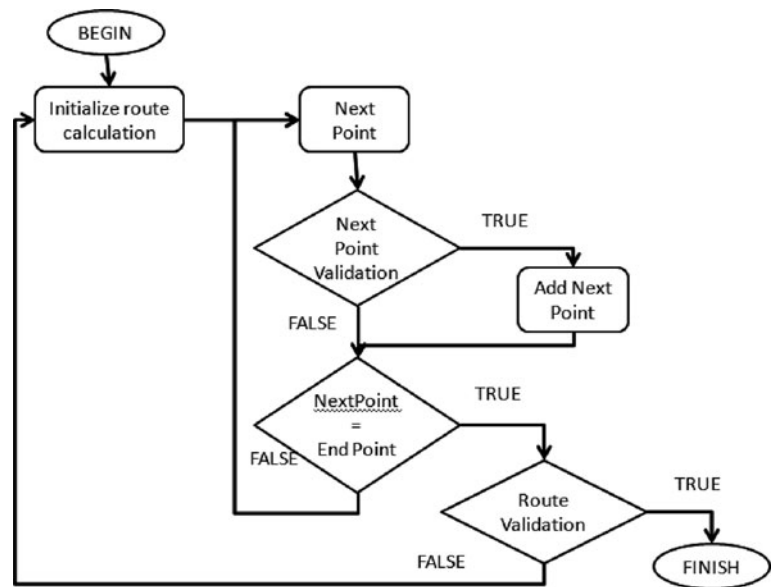 BEGIN
Initialize route
calculation
Next
Point
Next
Point
Validation
TRUE
Add Next
Point
FALSE
NextPoint
=
End Point
TRUE
FALSE
Route
Validation
TRUE
FALSE
FINISH